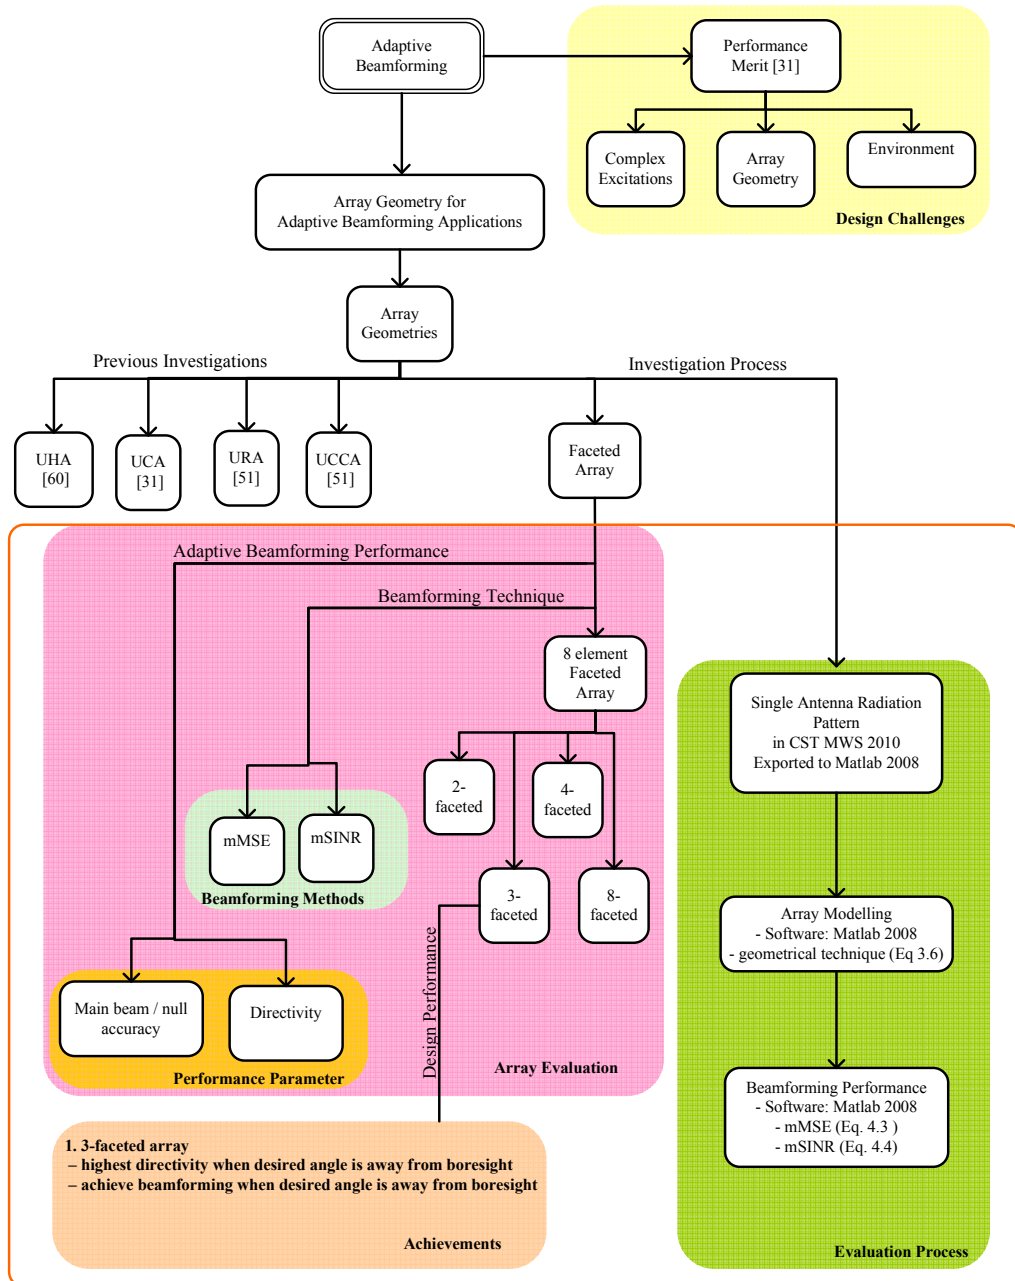 Adaptive
Beamforming
Performance
Merit [31]
Complex
Excitations
Array
Geometry
Environment
Design Challenges
Array Geometry for
Adaptive Beamforming Applications
Array
Geometries
Previous Investigations
Investigation Process
UHA
[60]
UCA
[31]
URA
[51]
UCCA
[51]
Faceted
Array
Adaptive Beamforming Performance
Beamforming Technique
8 element
Faceted
Array
2-
faceted
4-
faceted
3-
faceted
8-
faceted
mMSE
mSINR
Beamforming Methods
Main beam / null
accuracy
Directivity
Performance Parameter
Design Performance
Array Evaluation
Single Antenna Radiation
Pattern
in CST MWS 2010
Exported to Matlab 2008
Array Modelling
- Software: Matlab 2008
- geometrical technique (Eq 3.6)
Beamforming Performance
- Software: Matlab 2008
- mMSE (Eq. 4.3 )
- mSINR (Eq. 4.4)
Evaluation Process
1. 3-faceted array
– highest directivity when desired angle is away from boresight
– achieve beamforming when desired angle is away from boresight
Achievements